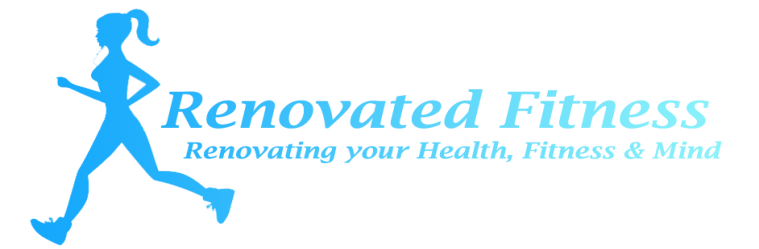 Renovated Fitness
Renovating your Health, Fitness & Mind